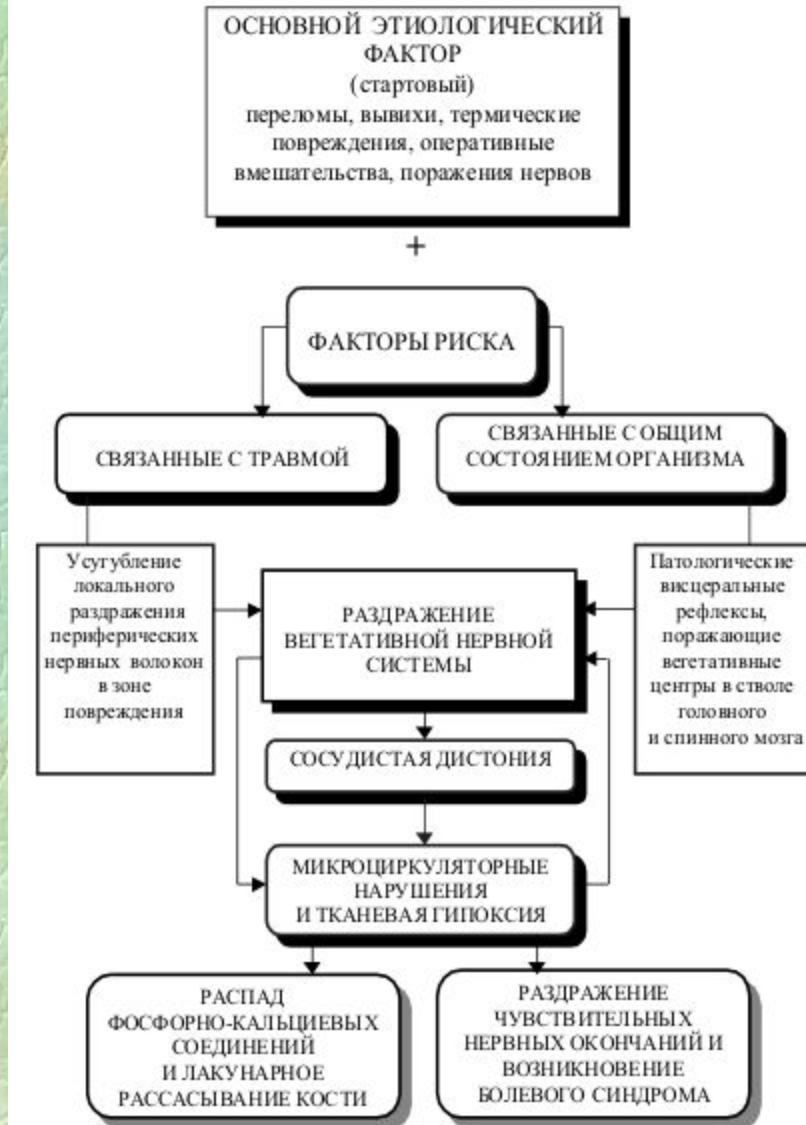 ОСНОВНОЙ ЭТИОЛОГИЧЕСКИЙ
ФАКТОР
(стартовый)
переломы, вывихи, термические
повреждения, оперативные
вмешательства, поражения нервов
+
ФАКТОРЫ РИСКА
СВЯЗАННЫЕ С ТРАВМОЙ
СВЯЗАННЫЕ С ОБЩИМ
СОСТОЯНИЕМ ОРГАНИЗМА
Усугубление
локального
раздражения
периферических
нервных волокон
в зоне
повреждения
РАЗДРАЖЕНИЕ
ВЕГЕТАТИВНОЙ НЕРВНОЙ
СИСТЕМЫ
Патологические
висцеральные
рефлексы,
поражающие
вегетативные
центры в стволе
головного
и спинного мозга
СОСУДИСТАЯ ДИСТОНИЯ
МИКРОЦИРКУЛЯТОРНЫЕ
НАРУШЕНИЯ
И ТКАНЕВАЯ ГИПОКСИЯ
РАСПАД
ФОСФОРНО-КАЛЬЦИЕВЫХ
СОЕДИНЕНИЙ
И ЛАКУНАРНОЕ
РАССАСЫВАНИЕ КОСТИ
РАЗДРАЖЕНИЕ
ЧУВСТВИТЕЛЬНЫХ
НЕРВНЫХ ОКОНЧАНИЙ И
ВОЗНИКНОВЕНИЕ
БОЛЕВОГО СИНДРОМА